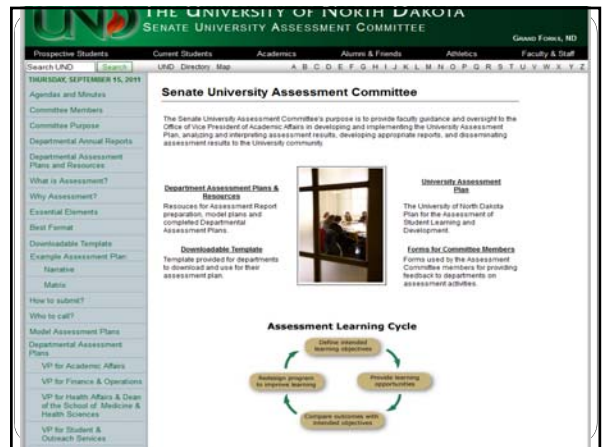 UND
THE UNIVERSITY OF NORTH DAKOTA
SENATE UNIVERSITY ASSESSMENT COMMITTEE
GRAND FORKS, ND
Prospective Students Current Students Academics Alumni & Friends Athletics Faculty & Staff
Search UND Search UND Directory Map A B C D E F G H I J K L M N O P Q R S T U V W X Y Z
THURSDAY, SEPTEMBER 15, 2011
Agendas and Minutes
Committee Members
Committee Purpose
Departmental Annual Reports
Departmental Assessment
Plans and Resources
What is Assessment?
Why Assessment?
Essential Elements
Best Format
Downloadable Template
Example Assessment Plan:
Narrative
Matrix
How to submit?
Who to call?
Model Assessment Plans
Departmental Assessment
Plans
VP for Academic Affairs
VP for Finance & Operations
VP for Health Affairs & Dean
of the School of Medicine &
Health Sciences
VP for Student &
Outreach Services
Senate University Assessment Committee
The Senate University Assessment Committee's purpose is to provide faculty guidance and oversight to the
Office of Vice President of Academic Affairs in developing and implementing the University Assessment
Plan, analyzing and interpreting assessment results, developing appropriate reports, and disseminating
assessment results to the University community.
Department Assessment Plans &
Resources
Resouces for Assessment Report
preparation, model plans and
completed Departmental
Assessment Plans.
Downloadable Template
Template provided for departments
to download and use for their
assessment plan.
University Assessment
Plan
The University of North Dakota
Plan for the Assessment of
Student Learning and
Development.
Forms for Committee Members
Forms used by the Assessment
Committee members for providing
feedback to departments on
assessment activities.
Assessment Learning Cycle
Define intended
learning objectives
Provide learning
opportunities
Compare outcomes with
intended objectives
Redesign program
to improve learning